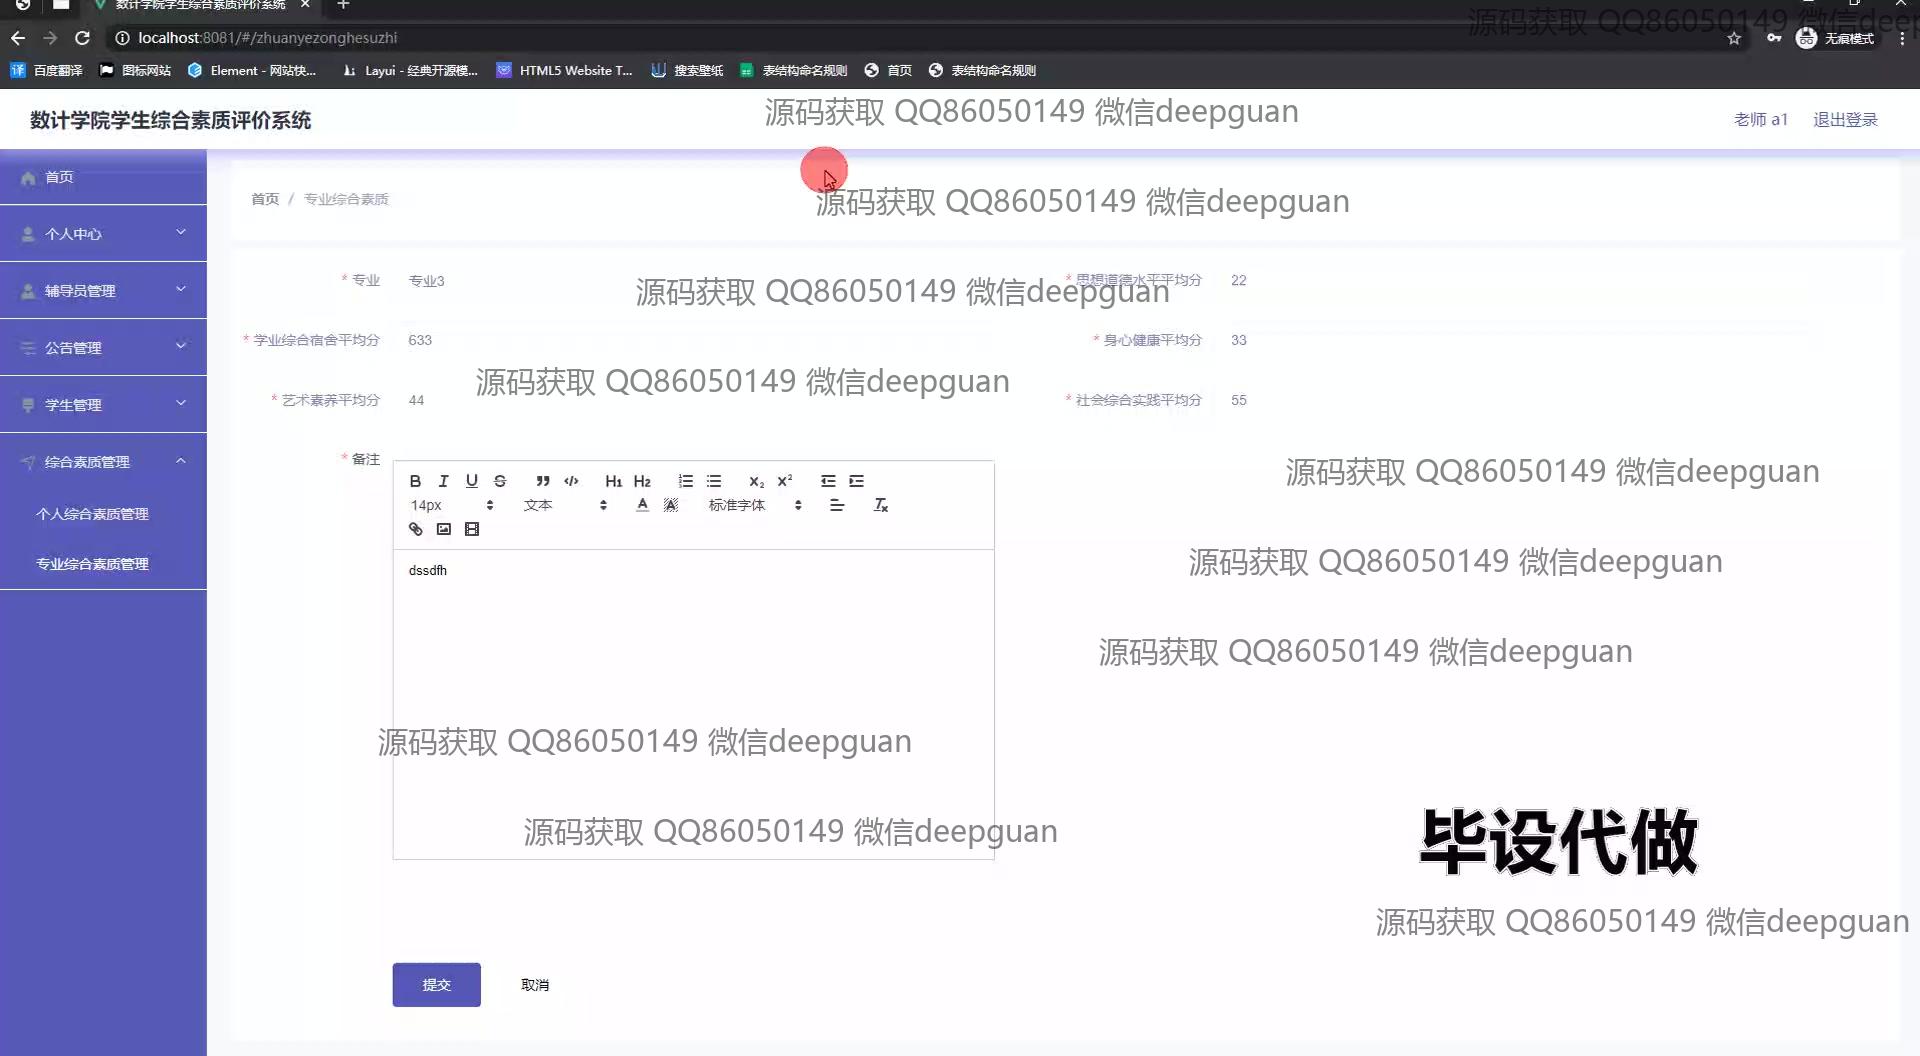 数计学院学生综合素质评价系统
源码获取 QQ86050149 微信deep
localhost:8081/#/zhuanyezonghesuzhi
无痕模式
百度翻译 图标网站 Element - 网站快... Layui - 经典开源模... HTML5 Website T... 搜索壁纸 表结构命名规则 首页 表结构命名规则
数计学院学生综合素质评价系统
源码获取 QQ86050149 微信deepguan
老师 a1 退出登录
首页
首页 / 专业综合素质
源码获取 QQ86050149 微信deepguan
个人中心
辅导员管理
公告管理
学生管理
综合素质管理
个人综合素质管理
专业综合素质管理
* 专业 专业3
* 思想道德水平平均分 22
源码获取 QQ86050149 微信deepguan
* 学业综合宿舍平均分 633
* 身心健康平均分 33
源码获取 QQ86050149 微信deepguan
* 艺术素养平均分 44
* 社会综合实践平均分 55
* 备注
B I U S ” </> H1 H2 X2 X2
14px 文本 A A 标准字体 Tx
源码获取 QQ86050149 微信deepguan
dssdfh
源码获取 QQ86050149 微信deepguan
源码获取 QQ86050149 微信deepguan
源码获取 QQ86050149 微信deepguan
源码获取 QQ86050149 微信deepguan
毕设代做
源码获取 QQ86050149 微信deepguan
提交 取消